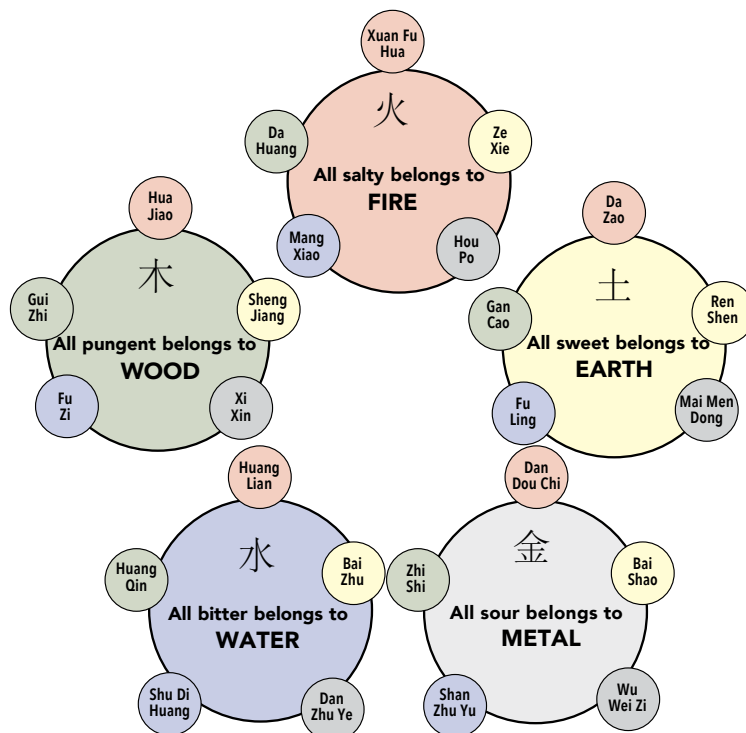 Xuan Fu
Hua
火
Da
Huang
Ze
Xie
All salty belongs to
FIRE
Mang
Xiao
Hou
Po
Hua
Jiao
木
Gui
Zhi
Sheng
Jiang
All pungent belongs to
WOOD
Fu
Zi
Xi
Xin
Da
Zao
土
Gan
Cao
Ren
Shen
All sweet belongs to
EARTH
Fu
Ling
Mai Men
Dong
Huang
Lian
水
Huang
Qin
Bai
Zhu
All bitter belongs to
WATER
Shu Di
Huang
Dan
Zhu Ye
Dan
Dou Chi
金
Zhi
Shi
Bai
Shao
All sour belongs to
METAL
Shan
Zhu Yu
Wu
Wei Zi